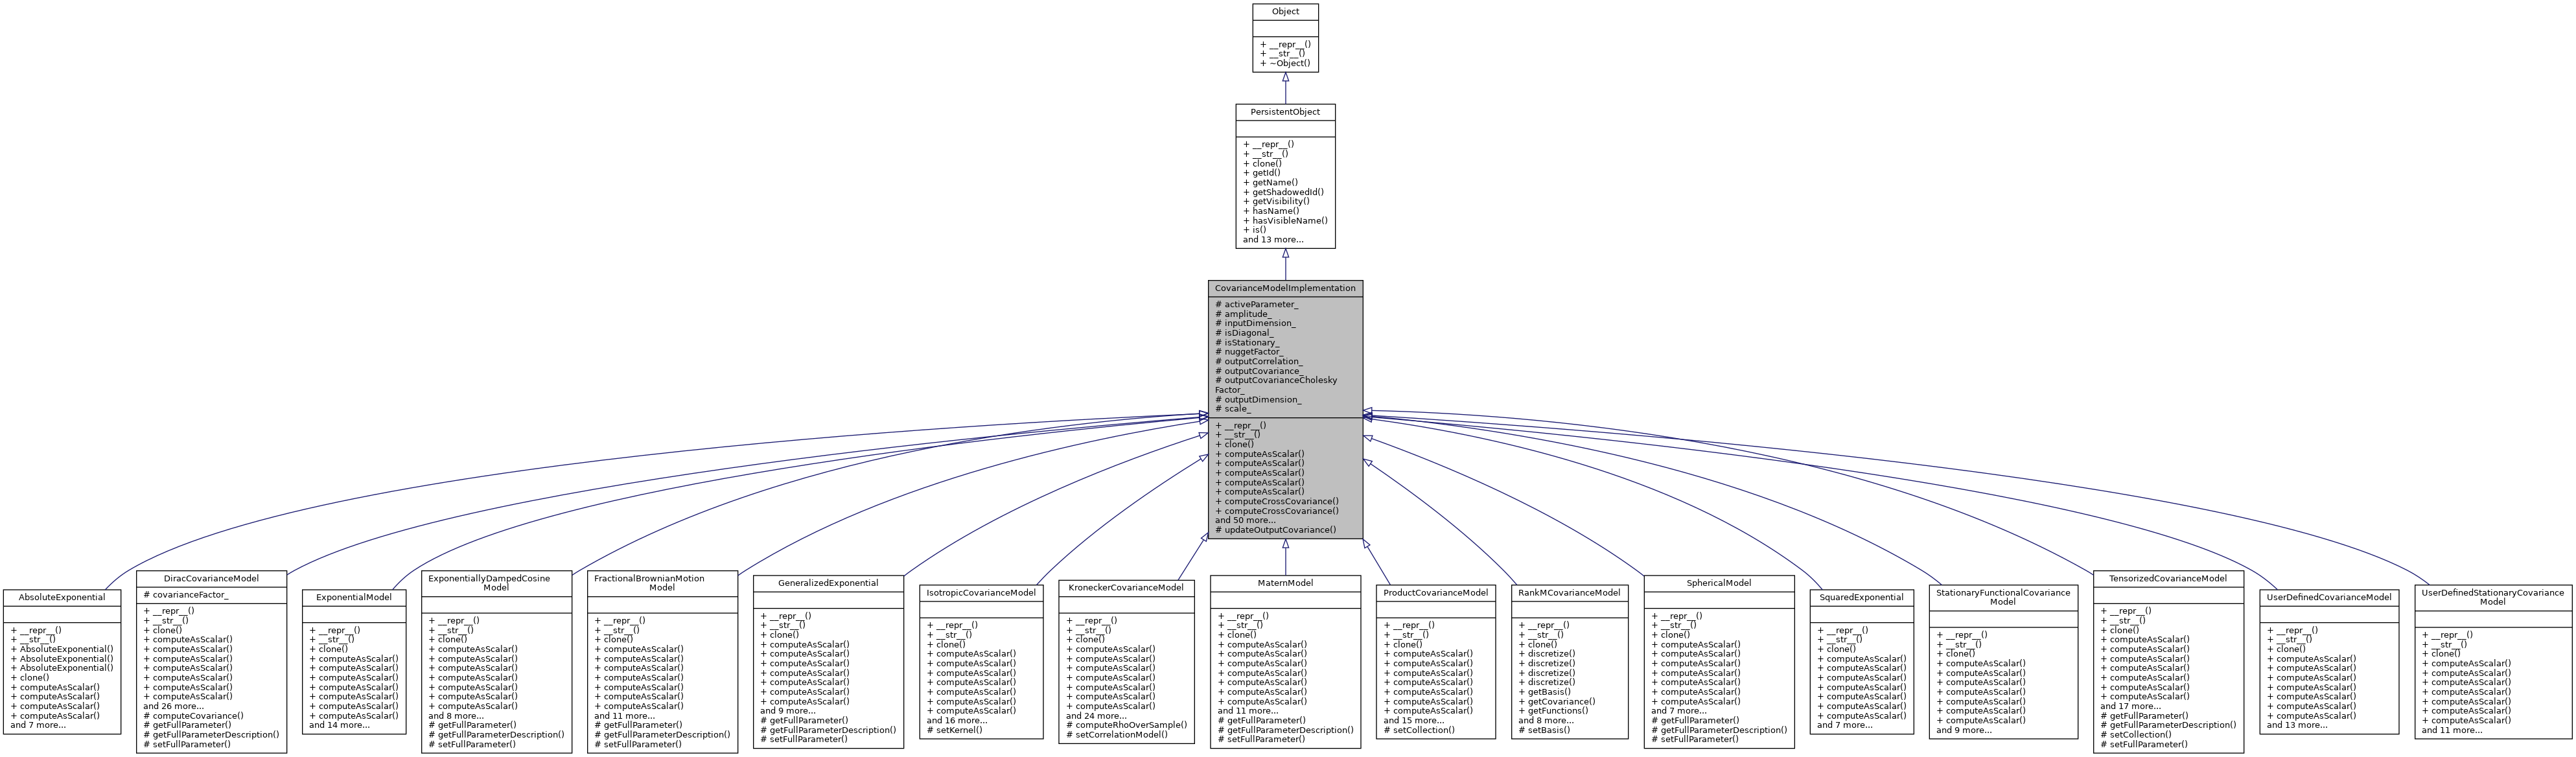 Object
+ __repr__()
+ __str__()
+ ~Object()
PersistentObject
+ __repr__()
+ __str__()
+ clone()
+ getId()
+ getName()
+ getShadowedId()
+ getVisibility()
+ hasName()
+ hasVisibleName()
+ is()
and 13 more...
CovarianceModelImplementation
# activeParameter_
# amplitude_
# inputDimension_
# isDiagonal_
# isStationary_
# nuggetFactor_
# outputCorrelation_
# outputCovariance_
# outputCovarianceCholesky
Factor_
# outputDimension_
# scale_
+ __repr__()
+ __str__()
+ clone()
+ computeAsScalar()
+ computeAsScalar()
+ computeAsScalar()
+ computeAsScalar()
+ computeAsScalar()
+ computeCrossCovariance()
+ computeCrossCovariance()
and 50 more...
# updateOutputCovariance()
AbsoluteExponential
+ __repr__()
+ __str__()
+ AbsoluteExponential()
+ AbsoluteExponential()
+ AbsoluteExponential()
+ clone()
+ computeAsScalar()
+ computeAsScalar()
+ computeAsScalar()
+ computeAsScalar()
and 7 more...
DiracCovarianceModel
# covarianceFactor_
+ __repr__()
+ __str__()
+ clone()
+ computeAsScalar()
+ computeAsScalar()
+ computeAsScalar()
+ computeAsScalar()
+ computeAsScalar()
+ computeAsScalar()
+ computeAsScalar()
and 26 more...
# computeCovariance()
# getFullParameter()
# getFullParameterDescription()
# setFullParameter()
ExponentialModel
+ __repr__()
+ __str__()
+ clone()
+ computeAsScalar()
+ computeAsScalar()
+ computeAsScalar()
+ computeAsScalar()
+ computeAsScalar()
+ computeAsScalar()
+ computeAsScalar()
and 14 more...
ExponentiallyDampedCosine
Model
+ __repr__()
+ __str__()
+ clone()
+ computeAsScalar()
+ computeAsScalar()
+ computeAsScalar()
+ computeAsScalar()
+ computeAsScalar()
+ computeAsScalar()
+ computeAsScalar()
and 8 more...
# getFullParameter()
# getFullParameterDescription()
# setFullParameter()
FractionalBrownianMotion
Model
+ __repr__()
+ __str__()
+ clone()
+ computeAsScalar()
+ computeAsScalar()
+ computeAsScalar()
+ computeAsScalar()
+ computeAsScalar()
+ computeAsScalar()
+ computeAsScalar()
and 11 more...
# getFullParameter()
# getFullParameterDescription()
# setFullParameter()
GeneralizedExponential
+ __repr__()
+ __str__()
+ clone()
+ computeAsScalar()
+ computeAsScalar()
+ computeAsScalar()
+ computeAsScalar()
+ computeAsScalar()
+ computeAsScalar()
+ computeAsScalar()
and 9 more...
# getFullParameter()
# getFullParameterDescription()
# setFullParameter()
IsotropicCovarianceModel
+ __repr__()
+ __str__()
+ clone()
+ computeAsScalar()
+ computeAsScalar()
+ computeAsScalar()
+ computeAsScalar()
+ computeAsScalar()
+ computeAsScalar()
+ computeAsScalar()
and 16 more...
# setKernel()
KroneckerCovarianceModel
+ __repr__()
+ __str__()
+ clone()
+ computeAsScalar()
+ computeAsScalar()
+ computeAsScalar()
+ computeAsScalar()
+ computeAsScalar()
+ computeAsScalar()
+ computeAsScalar()
and 24 more...
# computeRhoOverSample()
# setCorrelationModel()
MaternModel
+ __repr__()
+ __str__()
+ clone()
+ computeAsScalar()
+ computeAsScalar()
+ computeAsScalar()
+ computeAsScalar()
+ computeAsScalar()
+ computeAsScalar()
+ computeAsScalar()
and 11 more...
# getFullParameter()
# getFullParameterDescription()
# setFullParameter()
ProductCovarianceModel
+ __repr__()
+ __str__()
+ clone()
+ computeAsScalar()
+ computeAsScalar()
+ computeAsScalar()
+ computeAsScalar()
+ computeAsScalar()
+ computeAsScalar()
+ computeAsScalar()
and 15 more...
# setCollection()
RankMCovarianceModel
+ __repr__()
+ __str__()
+ clone()
+ discretize()
+ discretize()
+ discretize()
+ discretize()
+ getBasis()
+ getCovariance()
+ getFunctions()
and 8 more...
# setBasis()
SphericalModel
+ __repr__()
+ __str__()
+ clone()
+ computeAsScalar()
+ computeAsScalar()
+ computeAsScalar()
+ computeAsScalar()
+ computeAsScalar()
+ computeAsScalar()
+ computeAsScalar()
and 7 more...
# getFullParameter()
# getFullParameterDescription()
# setFullParameter()
SquaredExponential
+ __repr__()
+ __str__()
+ clone()
+ computeAsScalar()
+ computeAsScalar()
+ computeAsScalar()
+ computeAsScalar()
+ computeAsScalar()
+ computeAsScalar()
+ computeAsScalar()
and 7 more...
StationaryFunctionalCovariance
Model
+ __repr__()
+ __str__()
+ clone()
+ computeAsScalar()
+ computeAsScalar()
+ computeAsScalar()
+ computeAsScalar()
+ computeAsScalar()
+ computeAsScalar()
+ computeAsScalar()
and 9 more...
TensorizedCovarianceModel
+ __repr__()
+ __str__()
+ clone()
+ computeAsScalar()
+ computeAsScalar()
+ computeAsScalar()
+ computeAsScalar()
+ computeAsScalar()
+ computeAsScalar()
+ computeAsScalar()
and 17 more...
# getFullParameter()
# getFullParameterDescription()
# setCollection()
# setFullParameter()
UserDefinedCovarianceModel
+ __repr__()
+ __str__()
+ clone()
+ computeAsScalar()
+ computeAsScalar()
+ computeAsScalar()
+ computeAsScalar()
+ computeAsScalar()
+ computeAsScalar()
+ computeAsScalar()
and 13 more...
UserDefinedStationaryCovariance
Model
+ __repr__()
+ __str__()
+ clone()
+ computeAsScalar()
+ computeAsScalar()
+ computeAsScalar()
+ computeAsScalar()
+ computeAsScalar()
+ computeAsScalar()
+ computeAsScalar()
and 11 more...